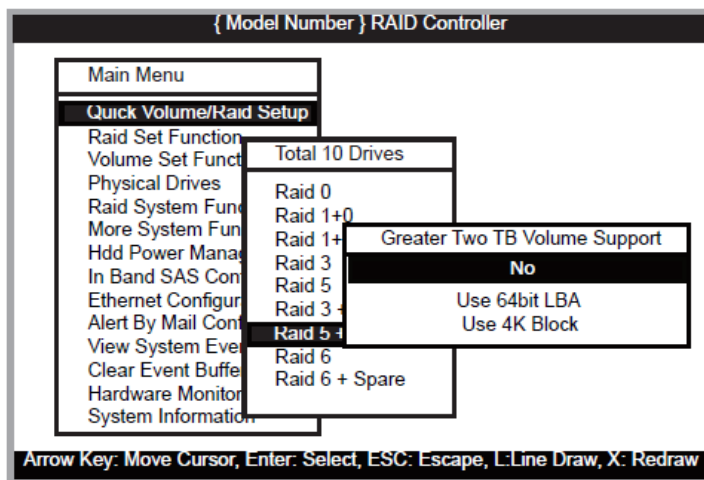 { Model Number } RAID Controller
Main Menu
Quick Volume/Raid Setup
Raid Set Function
Volume Set Funct
Physical Drives
Raid System Fun
More System Fun
Hdd Power Mana
In Band SAS Con
Ethernet Configur
Alert By Mail Con
View System Eve
Clear Event Buffe
Hardware Monitor
System Information
Total 10 Drives
Raid 0
Raid 1+0
Raid 1+
Raid 3
Raid 5
Raid 3 +
Raid 5 +
Raid 6
Raid 6 + Spare
Greater Two TB Volume Support
No
Use 64bit LBA
Use 4K Block
Arrow Key: Move Cursor, Enter: Select, ESC: Escape, L:Line Draw, X: Redraw